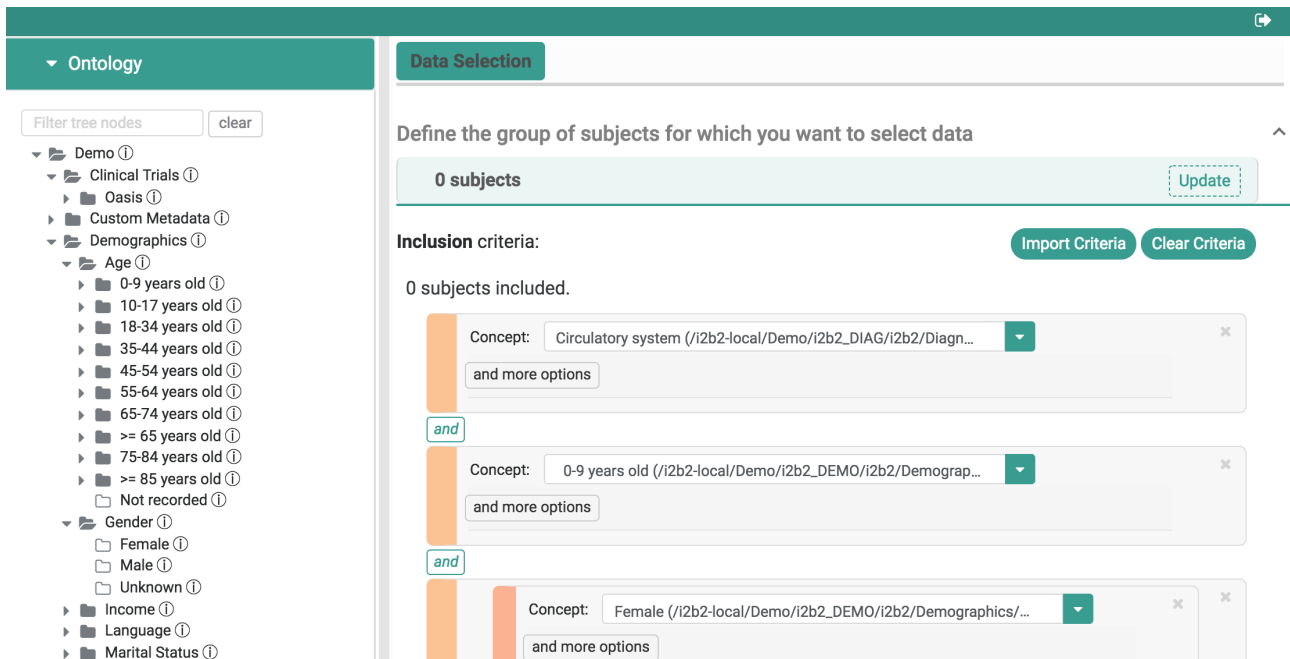 Ontology
Filter tree nodes
clear
Demo ⓘ
Clinical Trials ⓘ
Oasis ⓘ
Custom Metadata ⓘ
Demographics ⓘ
Age ⓘ
0-9 years old ⓘ
10-17 years old ⓘ
18-34 years old ⓘ
35-44 years old ⓘ
45-54 years old ⓘ
55-64 years old ⓘ
65-74 years old ⓘ
>= 65 years old ⓘ
75-84 years old ⓘ
>= 85 years old ⓘ
Not recorded ⓘ
Gender ⓘ
Female ⓘ
Male ⓘ
Unknown ⓘ
Income ⓘ
Language ⓘ
Marital Status ⓘ
Data Selection
Define the group of subjects for which you want to select data
0 subjects
Update
Inclusion criteria:
Import Criteria
Clear Criteria
0 subjects included.
Concept: Circulatory system (/i2b2-local/Demo/i2b2_DIAG/i2b2/Diagn...
and more options
and
Concept: 0-9 years old (/i2b2-local/Demo/i2b2_DEMO/i2b2/Demograp...
and more options
and
Concept: Female (/i2b2-local/Demo/i2b2_DEMO/i2b2/Demographics/...
and more options